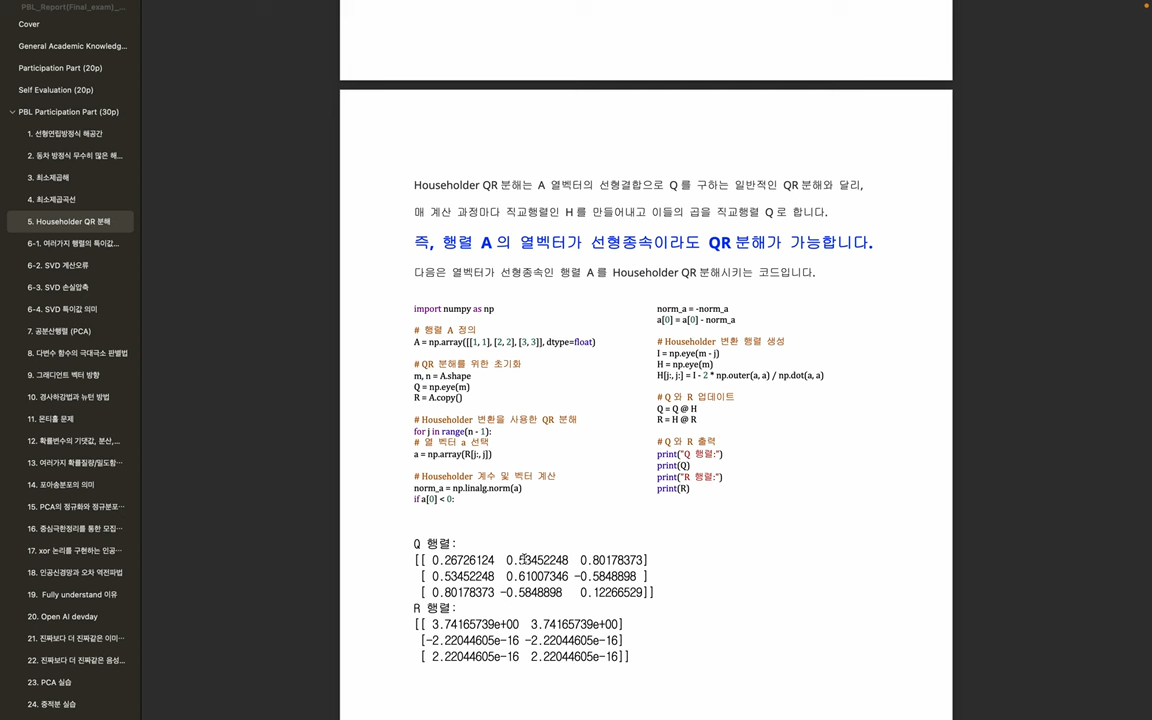 PBL_Report(Final_exam)_...
Cover
General Academic Knowledg...
Participation Part (20p)
Self Evaluation (20p)
PBL Participation Part (30p)
1. 선형연립방정식 해공간
2. 동차 방정식 무수히 많은 해...
3. 최소제곱해
4. 최소제곱곡선
5. Householder QR 분해
6-1. 여러가지 행렬의 특이값...
6-2. SVD 계산오류
6-3. SVD 손실압축
6-4. SVD 특이값 의미
7. 공분산행렬 (PCA)
8. 다변수 함수의 극대극소 판별법
9. 그래디언트 벡터 방향
10. 경사하강법과 뉴턴 방법
11. 몬티홀 문제
12. 확률변수의 기댓값, 분산,...
13. 여러가지 확률질량/밀도함...
14. 포아송분포의 의미
15. PCA의 정규화와 정규분포...
16. 중심극한정리를 통한 모집...
17. xor 논리를 구현하는 인공...
18. 인공신경망과 오차 역전파법
19. Fully understand 이유
20. Open AI devday
21. 진짜보다 더 진짜같은 이미...
22. 진짜보다 더 진짜같은 음성...
23. PCA 실습
24. 중적분 실습
Householder QR 분해는 A 열벡터의 선형결합으로 Q 를 구하는 일반적인 QR 분해와 달리,
매 계산 과정마다 직교행렬인 H 를 만들어내고 이들의 곱을 직교행렬 Q 로 합니다.
즉, 행렬 A 의 열벡터가 선형종속이라도 QR 분해가 가능합니다.
다음은 열벡터가 선형종속인 행렬 A 를 Householder QR 분해시키는 코드입니다.
import numpy as np
# 행렬 A 정의
A = np.array([[1, 1], [2, 2], [3, 3]], dtype=float)
# QR 분해를 위한 초기화
m, n = A.shape
Q = np.eye(m)
R = A.copy()
# Householder 변환을 사용한 QR 분해
for j in range(n - 1):
# 열 벡터 a 선택
a = np.array(R[j:, j])
# Householder 계수 및 벡터 계산
norm_a = np.linalg.norm(a)
if a[0] < 0:
norm_a = -norm_a
a[0] = a[0] - norm_a
# Householder 변환 행렬 생성
I = np.eye(m - j)
H = np.eye(m)
H[j:, j:] = I - 2 * np.outer(a, a) / np.dot(a, a)
# Q 와 R 업데이트
Q = Q @ H
R = H @ R
# Q 와 R 출력
print("Q 행렬:")
print(Q)
print("R 행렬:")
print(R)
Q 행렬:
[[ 0.26726124 0.53452248 0.80178373]
[ 0.53452248 0.61007346 -0.5848898 ]
[ 0.80178373 -0.5848898 0.12266529]]
R 행렬:
[[ 3.74165739e+00 3.74165739e+00]
[-2.22044605e-16 -2.22044605e-16]
[ 2.22044605e-16 2.22044605e-16]]